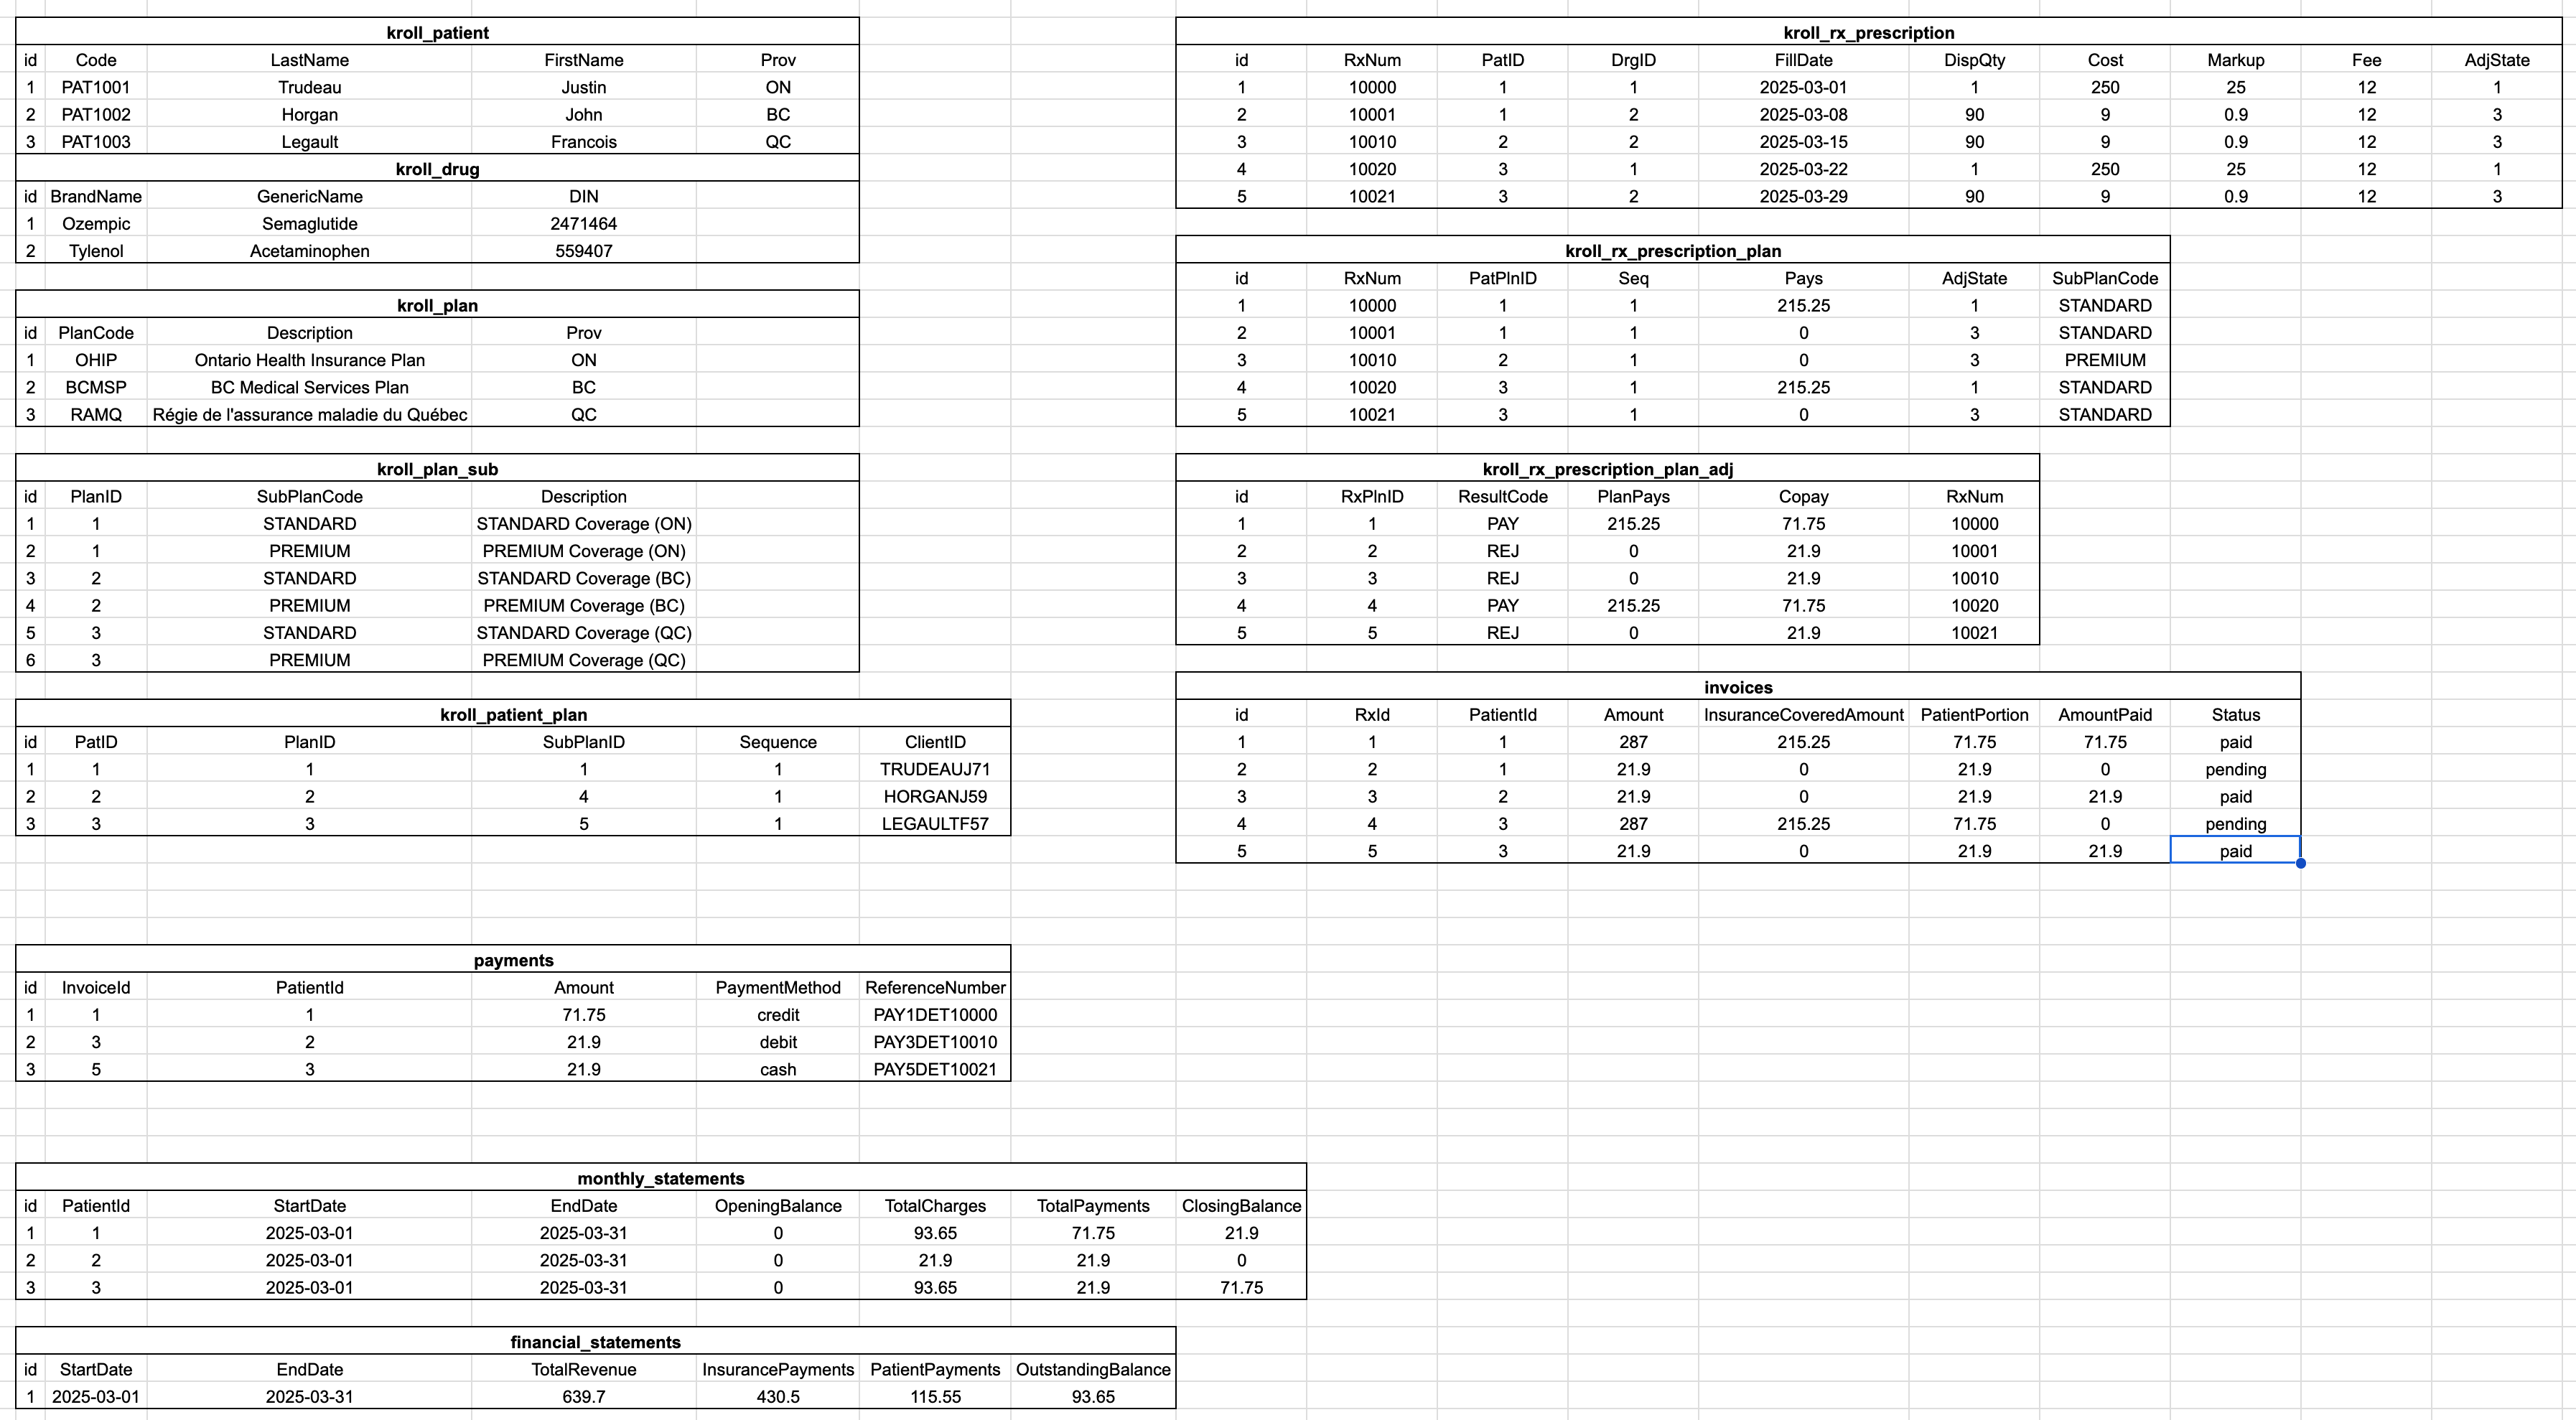 kroll_patient
id Code LastName FirstName Prov
1 PAT1001 Trudeau Justin ON
2 PAT1002 Horgan John BC
3 PAT1003 Legault Francois QC
kroll_drug
id BrandName GenericName DIN
1 Ozempic Semaglutide 2471464
2 Tylenol Acetaminophen 559407
kroll_plan
id PlanCode Description Prov
1 OHIP Ontario Health Insurance Plan ON
2 BCMSP BC Medical Services Plan BC
3 RAMQ Régie de l'assurance maladie du Québec QC
kroll_plan_sub
id PlanID SubPlanCode Description
1 1 STANDARD STANDARD Coverage (ON)
2 1 PREMIUM PREMIUM Coverage (ON)
3 2 STANDARD STANDARD Coverage (BC)
4 2 PREMIUM PREMIUM Coverage (BC)
5 3 STANDARD STANDARD Coverage (QC)
6 3 PREMIUM PREMIUM Coverage (QC)
kroll_patient_plan
id PatID PlanID SubPlanID Sequence ClientID
1 1 1 1 1 TRUDEAUJ71
2 2 2 4 1 HORGANJ59
3 3 3 5 1 LEGAULTF57
payments
id InvoiceId PatientId Amount PaymentMethod ReferenceNumber
1 1 1 71.75 credit PAY1DET10000
2 3 2 21.9 debit PAY3DET10010
3 5 3 21.9 cash PAY5DET10021
monthly_statements
id PatientId StartDate EndDate OpeningBalance TotalCharges TotalPayments ClosingBalance
1 1 2025-03-01 2025-03-31 0 93.65 71.75 21.9
2 2 2025-03-01 2025-03-31 0 21.9 21.9 0
3 3 2025-03-01 2025-03-31 0 93.65 21.9 71.75
financial_statements
id StartDate EndDate TotalRevenue InsurancePayments PatientPayments OutstandingBalance
1 2025-03-01 2025-03-31 639.7 430.5 115.55 93.65
kroll_rx_prescription
id RxNum PatID DrgID FillDate DispQty Cost Markup Fee AdjState
1 10000 1 1 2025-03-01 1 250 25 12 1
2 10001 1 2 2025-03-08 90 9 0.9 12 3
3 10010 2 2 2025-03-15 90 9 0.9 12 3
4 10020 3 1 2025-03-22 1 250 25 12 1
5 10021 3 2 2025-03-29 90 9 0.9 12 3
kroll_rx_prescription_plan
id RxNum PatPlnID Seq Pays AdjState SubPlanCode
1 10000 1 1 215.25 1 STANDARD
2 10001 1 1 0 3 STANDARD
3 10010 2 1 0 3 PREMIUM
4 10020 3 1 215.25 1 STANDARD
5 10021 3 1 0 3 STANDARD
kroll_rx_prescription_plan_adj
id RxPlnID ResultCode PlanPays Copay RxNum
1 1 PAY 215.25 71.75 10000
2 2 REJ 0 21.9 10001
3 3 REJ 0 21.9 10010
4 4 PAY 215.25 71.75 10020
5 5 REJ 0 21.9 10021
invoices
id RxId PatientId Amount InsuranceCoveredAmount PatientPortion AmountPaid Status
1 1 1 287 215.25 71.75 71.75 paid
2 2 1 21.9 0 21.9 0 pending
3 3 2 21.9 0 21.9 21.9 paid
4 4 3 287 215.25 71.75 0 pending
5 5 3 21.9 0 21.9 21.9 paid